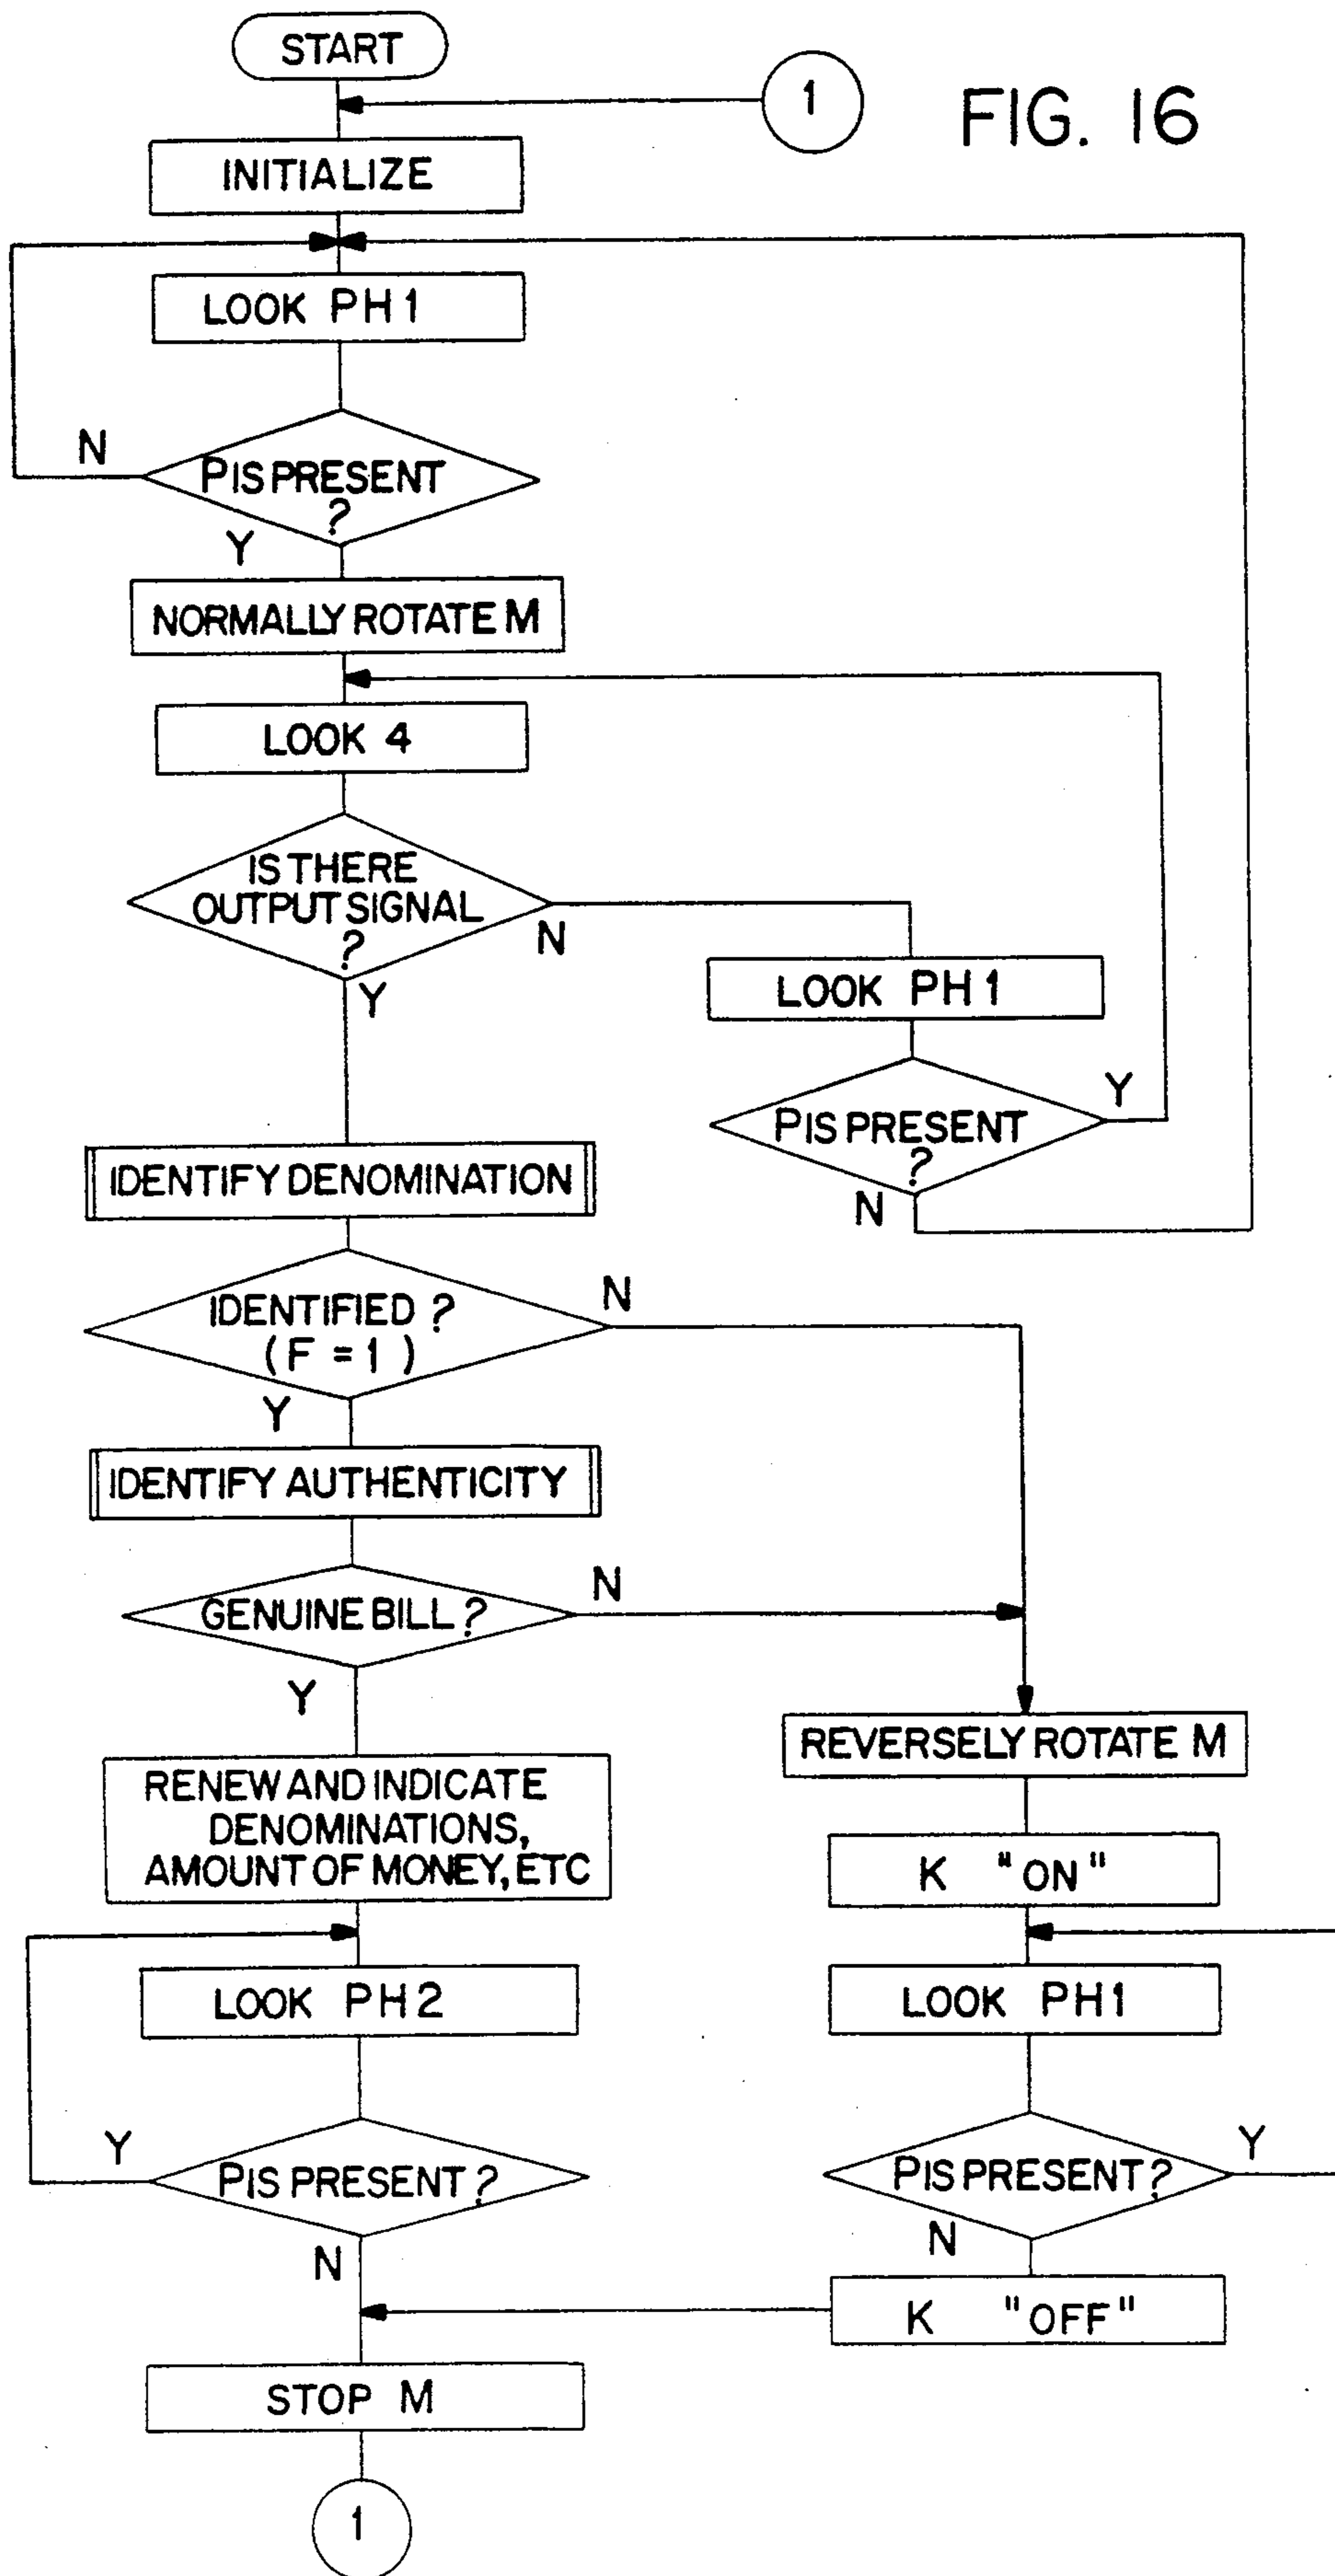 START
1
FIG. 16
INITIALIZE
LOOK PH1
N
P IS PRESENT
?
Y
NORMALLY ROTATE M
LOOK 4
IS THERE
OUTPUT SIGNAL
?
N
Y
LOOK PH1
P IS PRESENT
?
Y
N
IDENTIFY DENOMINATION
IDENTIFIED ?
( F = 1 )
N
Y
IDENTIFY AUTHENTICITY
GENUINE BILL ?
N
Y
REVERSELY ROTATE M
RENEW AND INDICATE
DENOMINATIONS,
AMOUNT OF MONEY, ETC
K "ON"
LOOK PH2
LOOK PH1
Y
P IS PRESENT ?
N
P IS PRESENT ?
Y
N
K "OFF"
STOP M
1